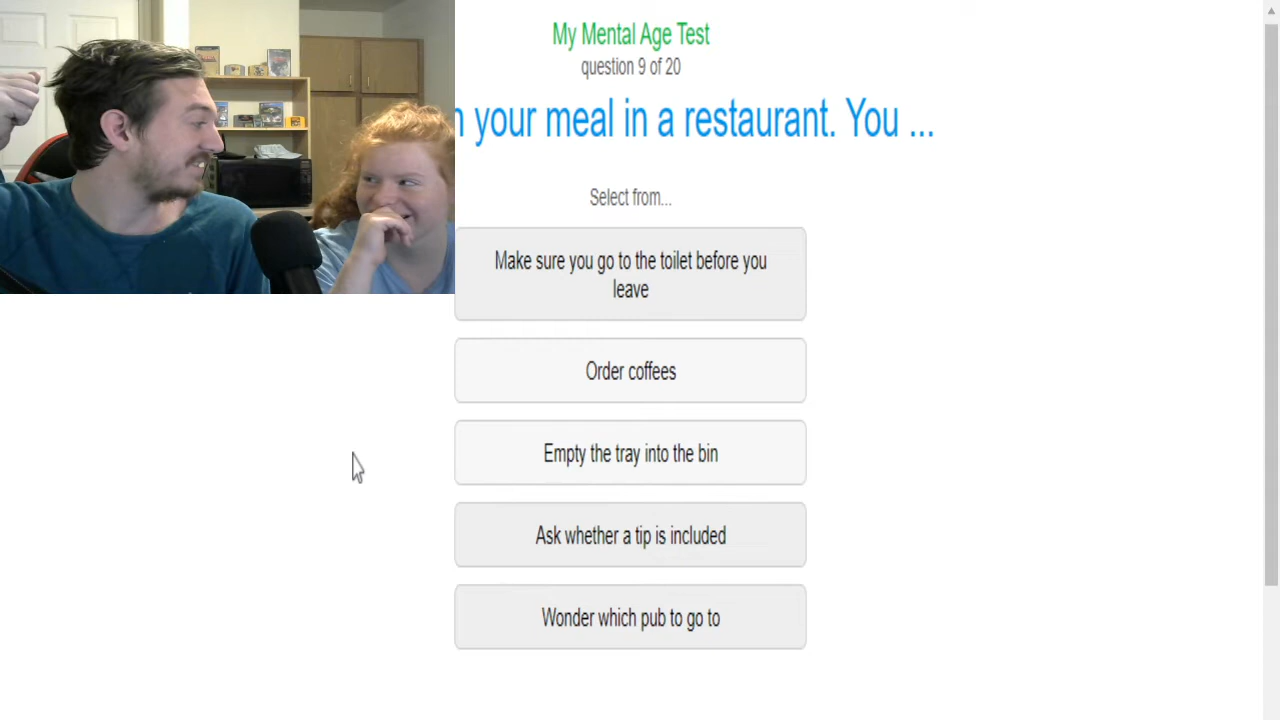 My Mental Age Test
question 9 of 20
your meal in a restaurant. You ...
Select from...
Make sure you go to the toilet before you
leave
Order coffees
Empty the tray into the bin
Ask whether a tip is included
Wonder which pub to go to